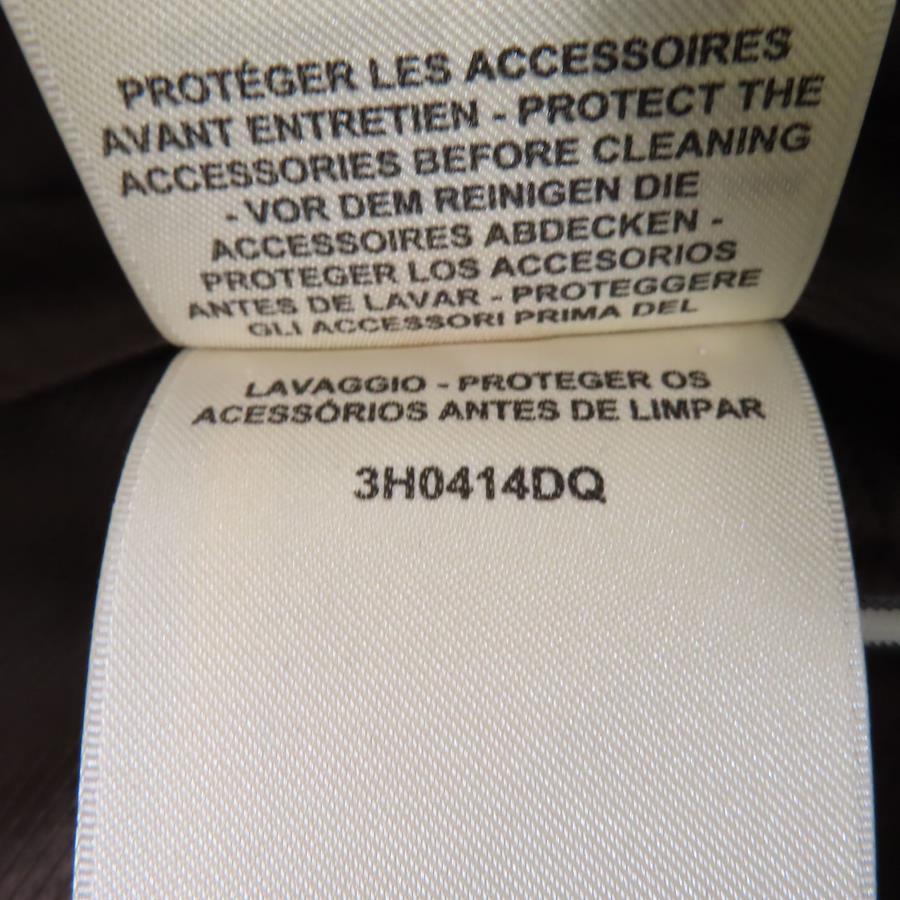 PROTÉGER LES ACCESSOIRES
AVANT ENTRETIEN - PROTECT THE
ACCESSORIES BEFORE CLEANING
- VOR DEM REINIGEN DIE
ACCESSOIRES ABDECKEN -
PROTEGER LOS ACCESORIOS
ANTES DE LAVAR - PROTEGGERE
GLI ACCESSORI PRIMA DEL
LAVAGGIO - PROTEGER OS
ACESSÓRIOS ANTES DE LIMPAR
3H0414DQ